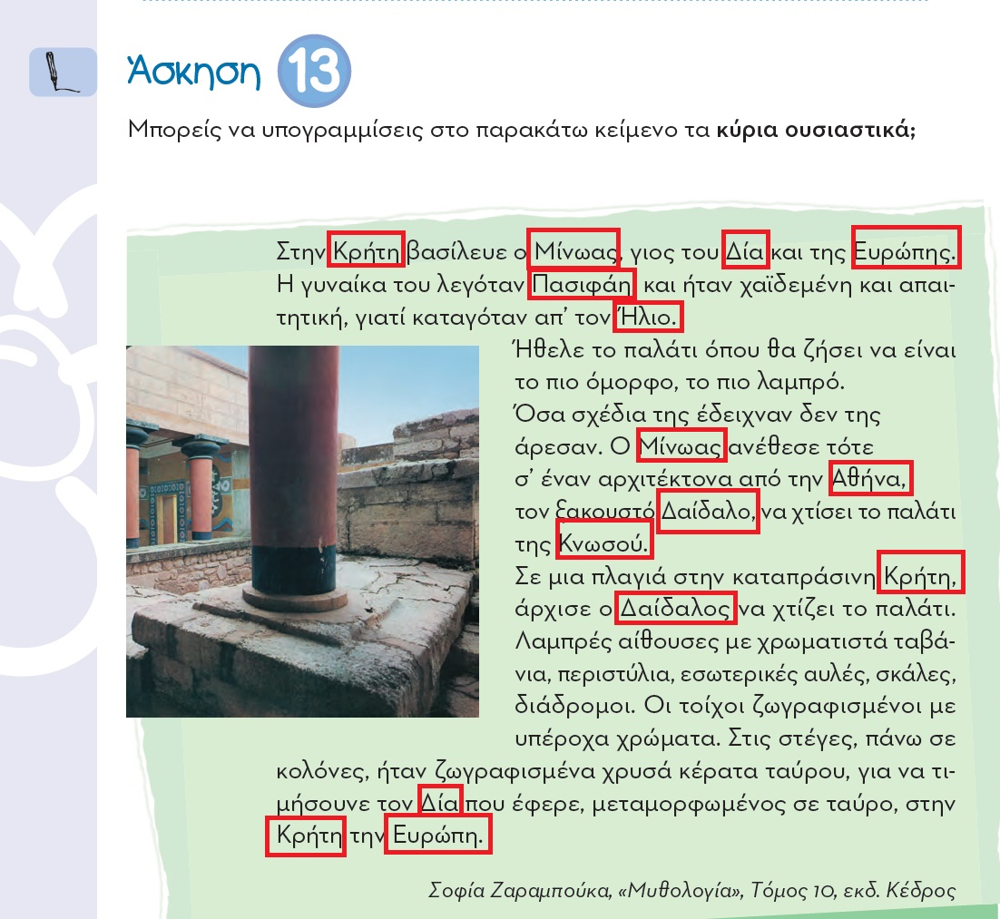 Άσκηση 13
Μπορείς να υπογραμμίσεις στο παρακάτω κείμενο τα κύρια ουσιαστικά;
Στην Κρήτη βασίλευε ο Μίνωας, γιος του Δία και της Ευρώπης.
Η γυναίκα του λεγόταν Πασιφάη και ήταν χαϊδεμένη και απαι-
τητική, γιατί καταγόταν απ’ τον Ήλιο.
Ήθελε το παλάτι όπου θα ζήσει να είναι
το πιο όμορφο, το πιο λαμπρό.
Όσα σχέδια της έδειχναν δεν της
άρεσαν. Ο Μίνωας ανέθεσε τότε
σ’ έναν αρχιτέκτονα από την Αθήνα,
τον ξακουστό Δαίδαλο, να χτίσει το παλάτι
της Κνωσού.
Σε μια πλαγιά στην καταπράσινη Κρήτη,
άρχισε ο Δαίδαλος να χτίζει το παλάτι.
Λαμπρές αίθουσες με χρωματιστά ταβά-
νια, περιστύλια, εσωτερικές αυλές, σκάλες,
διάδρομοι. Οι τοίχοι ζωγραφισμένοι με
υπέροχα χρώματα. Στις στέγες, πάνω σε
κολόνες, ήταν ζωγραφισμένα χρυσά κέρατα ταύρου, για να τι-
μήσουνε τον Δία που έφερε, μεταμορφωμένος σε ταύρο, στην
Κρήτη την Ευρώπη.
Σοφία Ζαραμπούκα, «Μυθολογία», Τόμος 10, εκδ. Κέδρος